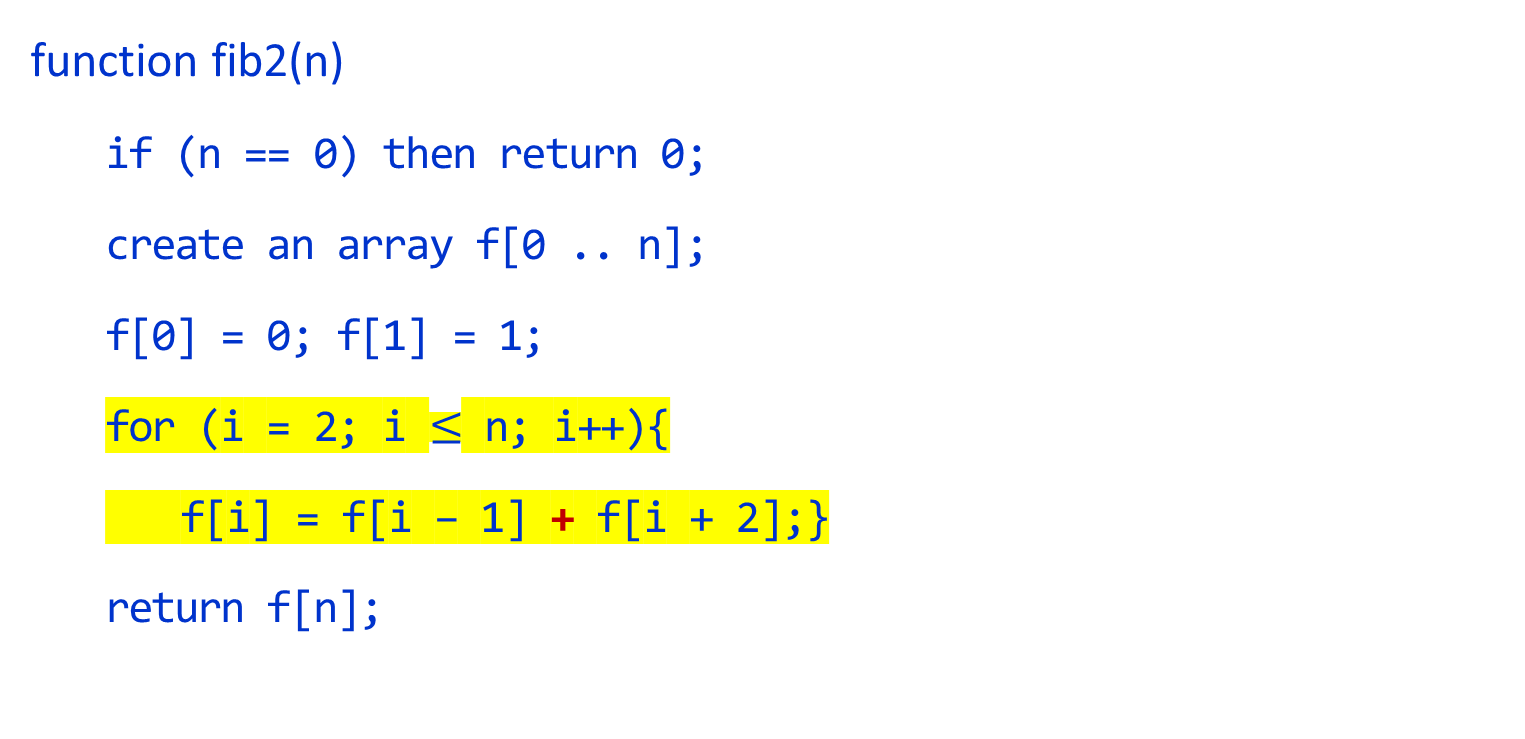 function fib2(n)
if (n == 0) then return 0;
create an array f[0 .. n];
f[0] = 0; f[1] = 1;
for (i = 2; i ≤ n; i++){
f[i] = f[i – 1] + f[i + 2];}
return f[n];